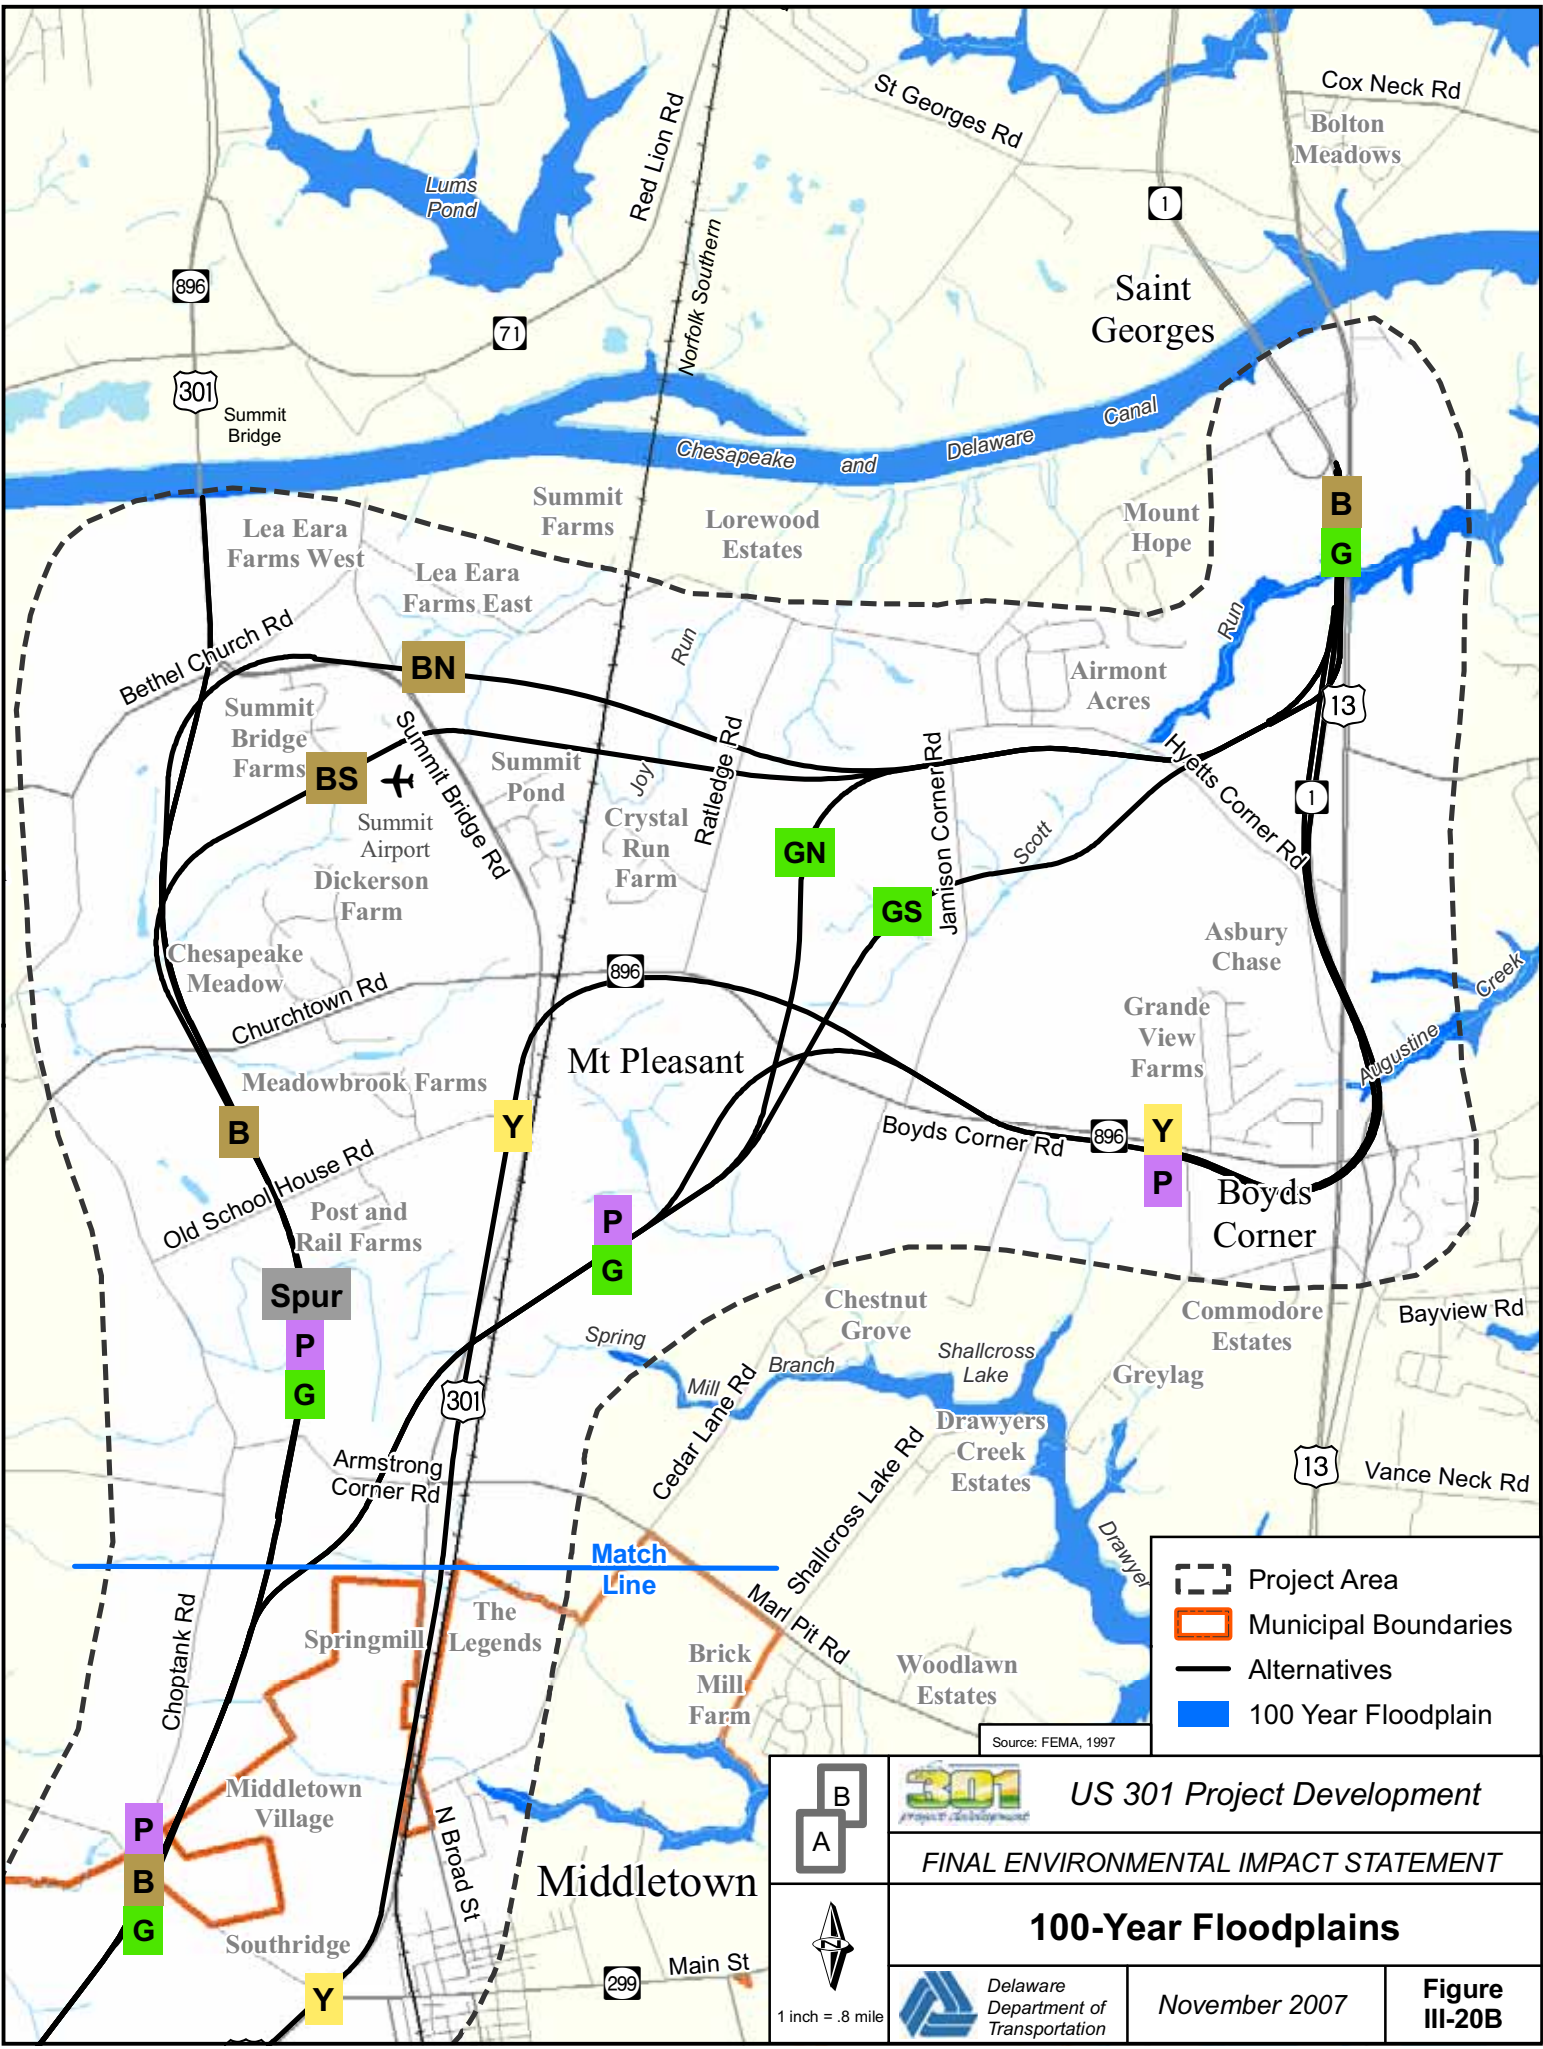 Cox Neck Rd
St Georges Rd
Bolton
Meadows
Red Lion Rd
Lums
Pond
1
Norfolk Southern
896
Saint
Georges
71
301
Summit
Bridge
Chesapeake and Delaware Canal
Summit
Farms
Lorewood
Estates
Mount
Hope
B
G
Lea Eara
Farms West
Lea Eara
Farms East
Bethel Church Rd
Run
Run
BN
Airmont
Acres
13
Summit
Bridge
Farms
BS
Summit Bridge Rd
Summit
Pond
Joy
Ratledge Rd
Jamison Corner Rd
Hyetts Corner Rd
1
Summit
Airport
Crystal
Run
Farm
GN
Scott
Dickerson
Farm
GS
Chesapeake
Meadow
Asbury
Chase
896
Churchtown Rd
Creek
Augustine
Grande
View
Farms
Mt Pleasant
Meadowbrook Farms
B
Y
Boyds Corner Rd
896
Y
P
Old School House Rd
Boyds
Corner
Post and
Rail Farms
P
G
Spur
P
G
Chestnut
Grove
Commodore
Estates
Bayview Rd
Spring
Mill
Branch
Shallcross
Lake
Greylag
301
Cedar Lane Rd
Drawyers
Creek
Estates
Armstrong
Corner Rd
Shallcross Lake Rd
13
Vance Neck Rd
Drawyer
Match
Line
Project Area
Municipal Boundaries
Alternatives
100 Year Floodplain
Choptank Rd
Springmill
The
Legends
Marl Pit Rd
Brick
Mill
Farm
Woodlawn
Estates
Source: FEMA, 1997
Middletown
Village
P
B
G
N Broad St
Middletown
Southridge
Y
299
Main St
B
A
301
project development
US 301 Project Development
FINAL ENVIRONMENTAL IMPACT STATEMENT
N
1 inch = .8 mile
100-Year Floodplains
Delaware
Department of
Transportation
November 2007
Figure
III-20B